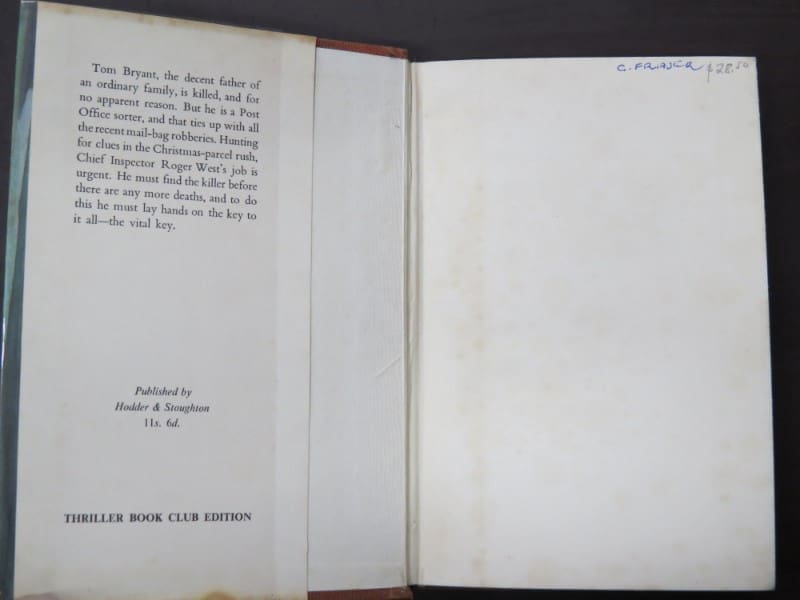 Tom Bryant, the decent father of
an ordinary family, is killed, and for
no apparent reason. But he is a Post
Office sorter, and that ties up with all
the recent mail-bag robberies. Hunting
for clues in the Christmas-parcel rush,
Chief Inspector Roger West's job is
urgent. He must find the killer before
there are any more deaths, and to do
this he must lay hands on the key to
it all—the vital key.
Published by
Hodder & Stoughton
11s. 6d.
THRILLER BOOK CLUB EDITION
C. FRASER $28.50